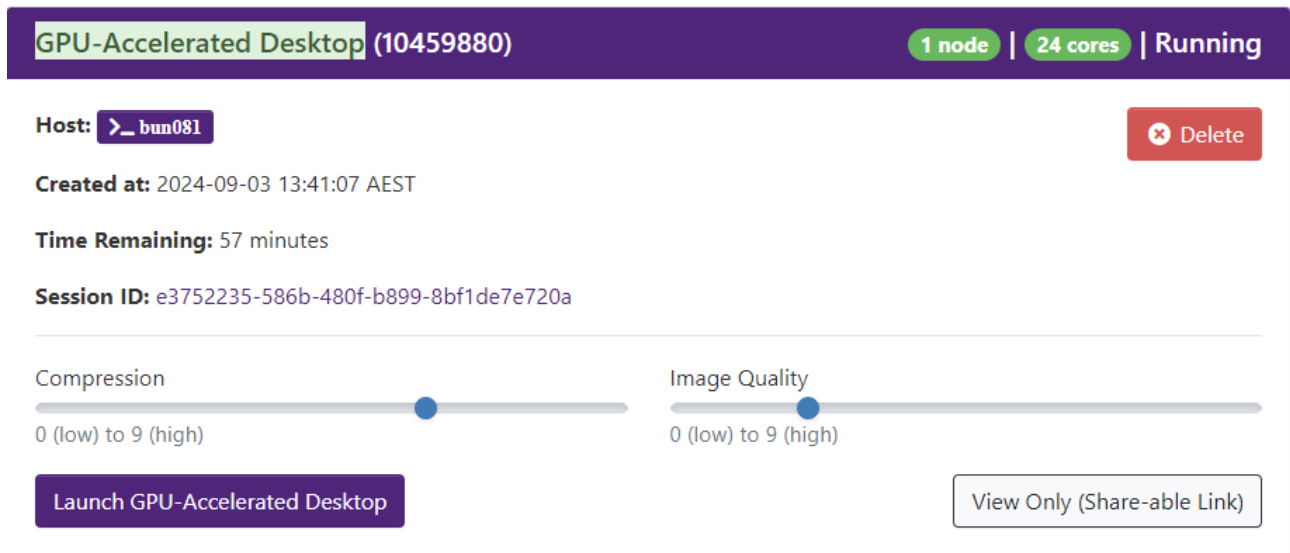 GPU-Accelerated Desktop (10459880) 1 node | 24 cores | Running
Host: >_ bun081
Delete
Created at: 2024-09-03 13:41:07 AEST
Time Remaining: 57 minutes
Session ID: e3752235-586b-480f-b899-8bf1de7e720a
Compression Image Quality
0 (low) to 9 (high) 0 (low) to 9 (high)
Launch GPU-Accelerated Desktop View Only (Share-able Link)